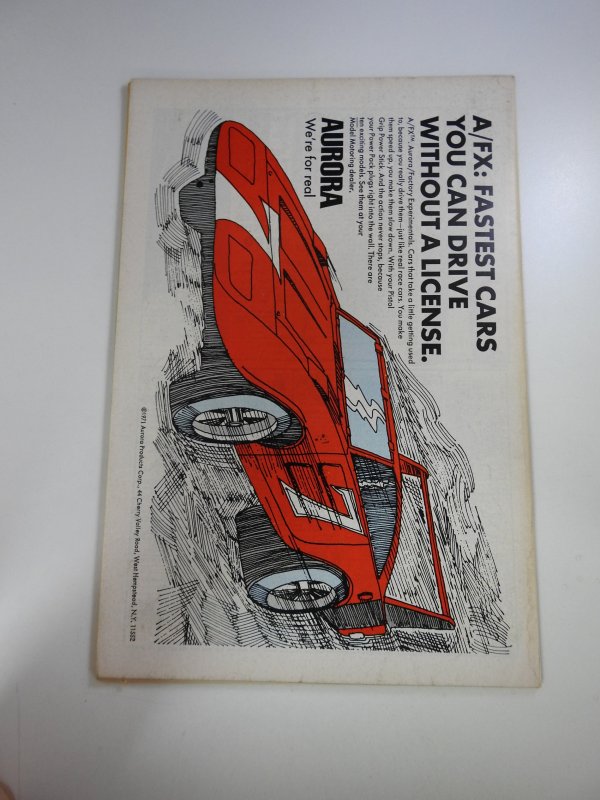 A/FX: FASTEST CARS
YOU CAN DRIVE
WITHOUT A LICENSE.
A/FX™. Aurora/Factory Experimentals. Cars that take a little getting used
to, because you really drive them—just like real race cars. You make
them speed up, you make them slow down. With your Pistol
Grip Power Stick. And the action never stops, because
your Power Pack plugs right into the wall. There are
ten exciting models. See them at your
Model Motoring dealer.
AURORA
We're for real
7
©1971 Aurora Products Corp., 44 Cherry Valley Road, West Hempstead, N.Y. 11552